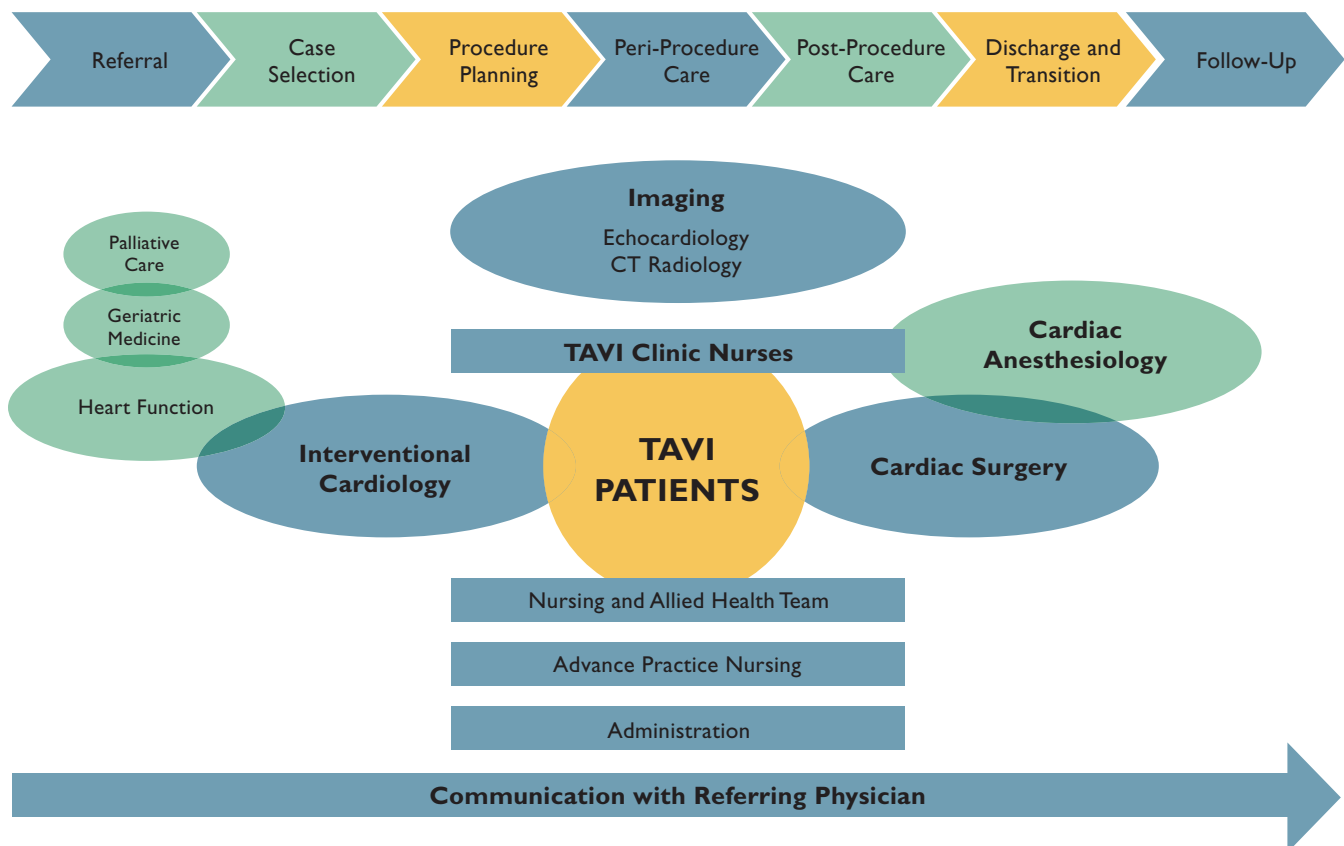 Referral
Case
Selection
Procedure
Planning
Peri-Procedure
Care
Post-Procedure
Care
Discharge and
Transition
Follow-Up
Imaging
Echocardiology
CT Radiology
Palliative
Care
Geriatric
Medicine
Heart Function
TAVI Clinic Nurses
Cardiac
Anesthesiology
Interventional
Cardiology
TAVI
PATIENTS
Cardiac Surgery
Nursing and Allied Health Team
Advance Practice Nursing
Administration
Communication with Referring Physician